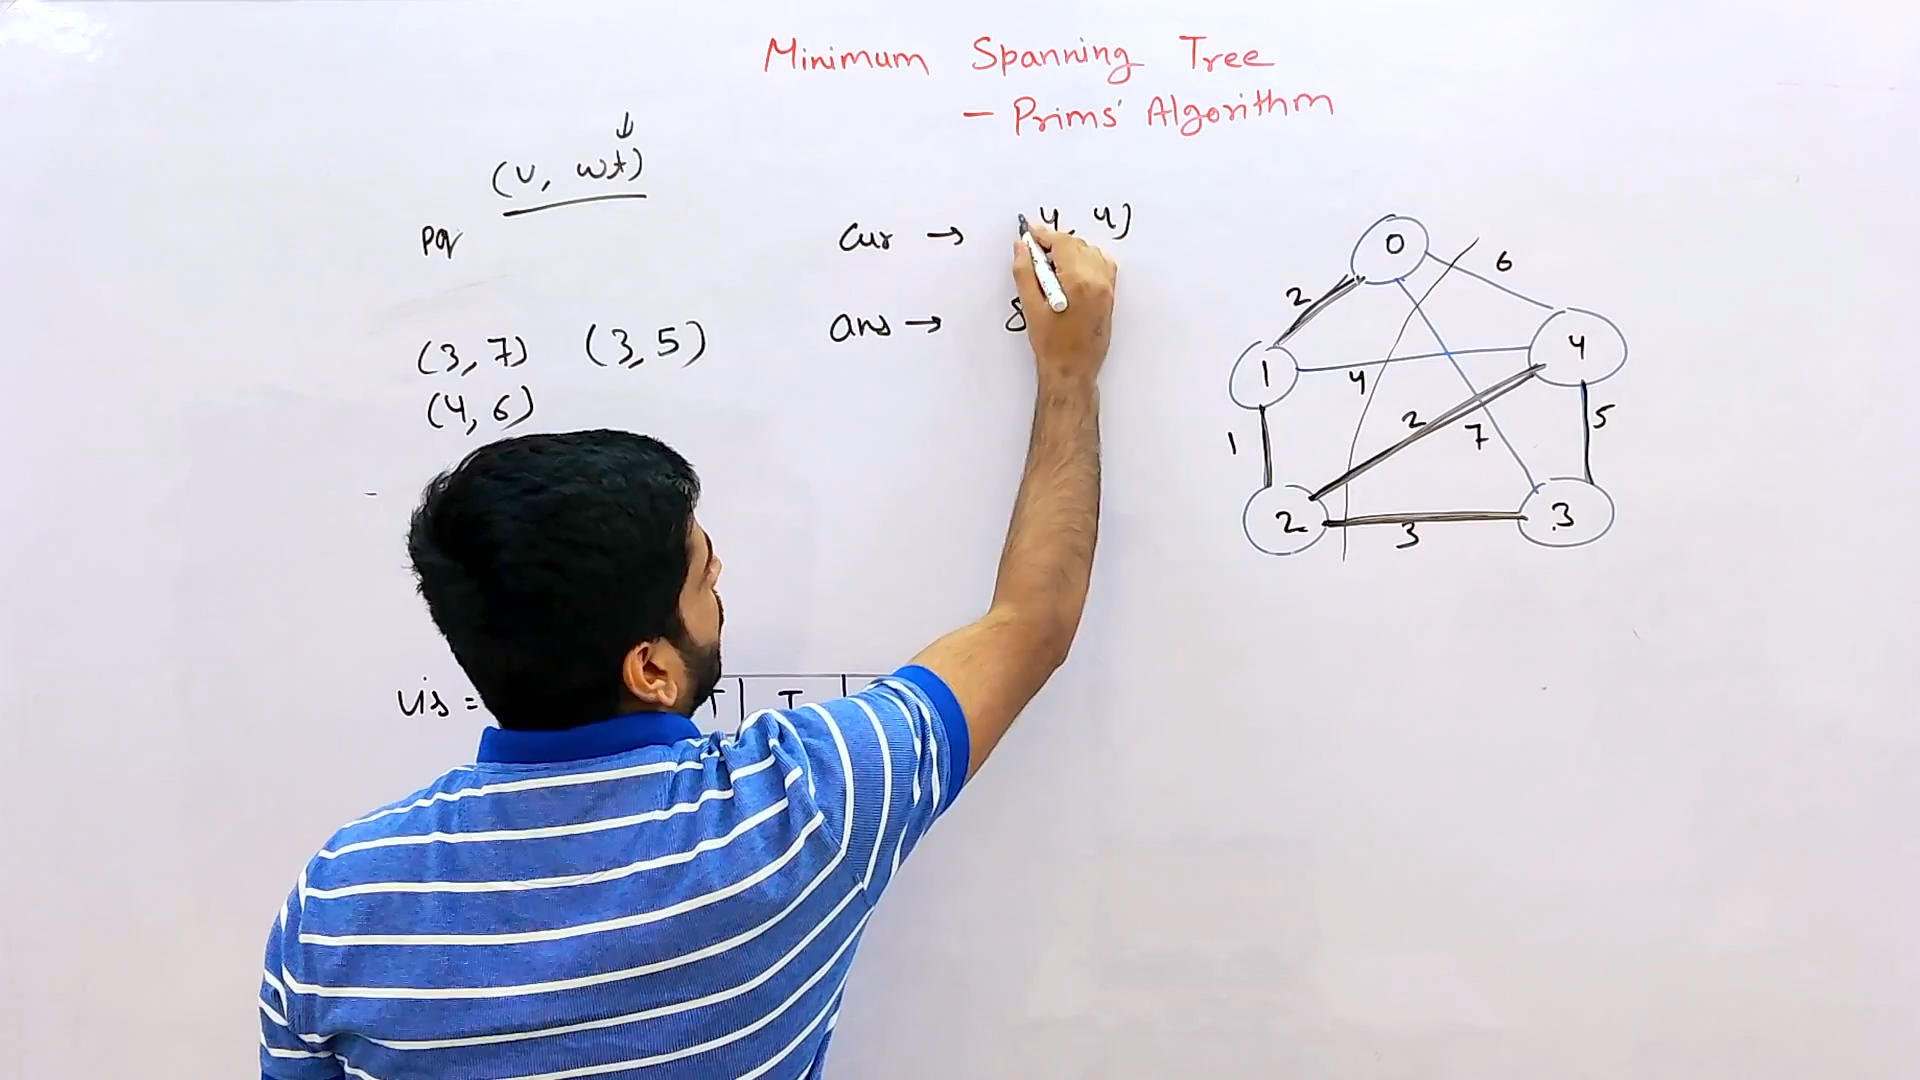 Minimum Spanning Tree
- Prims' Algorithm
(v, wt)
pq
cur → 4, 4)
ans → 8
(3, 7) (3, 5)
(4, 6)
vis =
T T
0
6
2
4
1
4
2
7
5
1
2
3
3